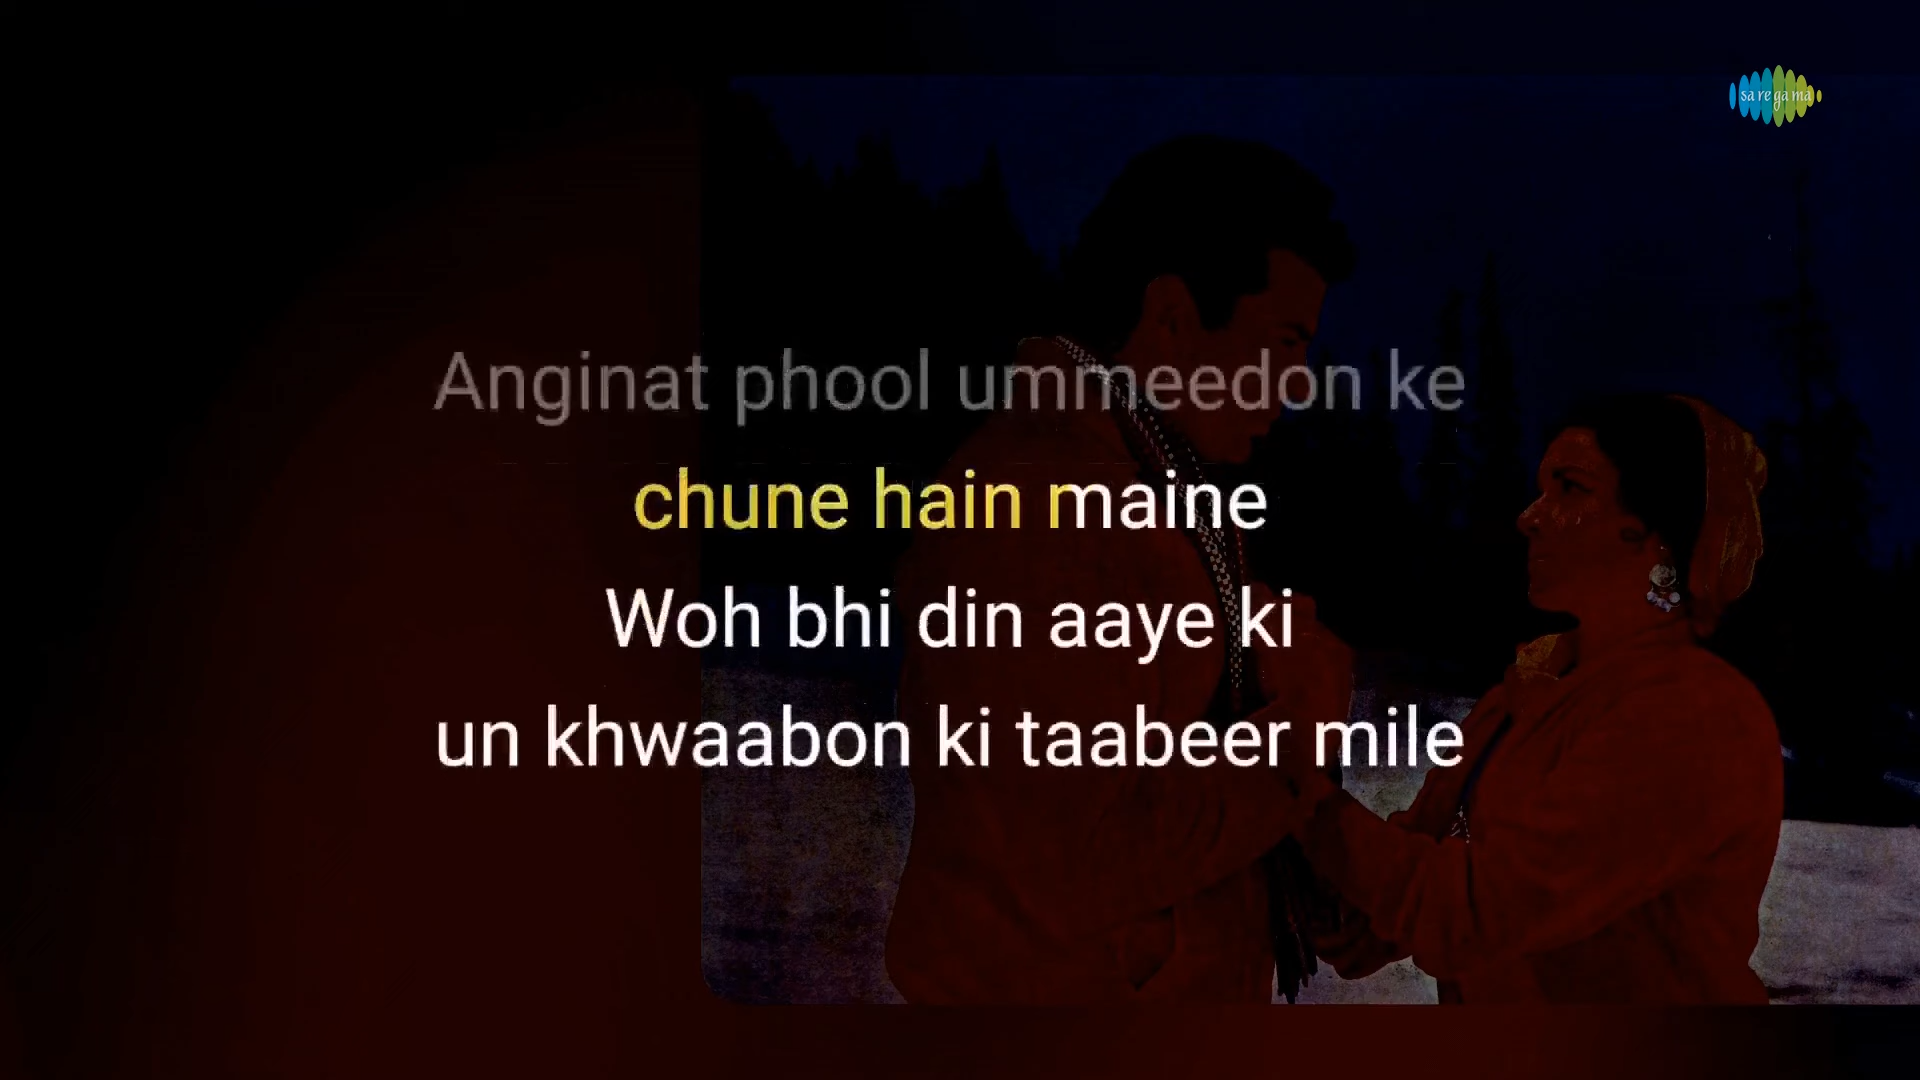 sa re ga ma
Anginat phool ummeedon ke
chune hain maine
Woh bhi din aaye ki
un khwaabon ki taabeer mile